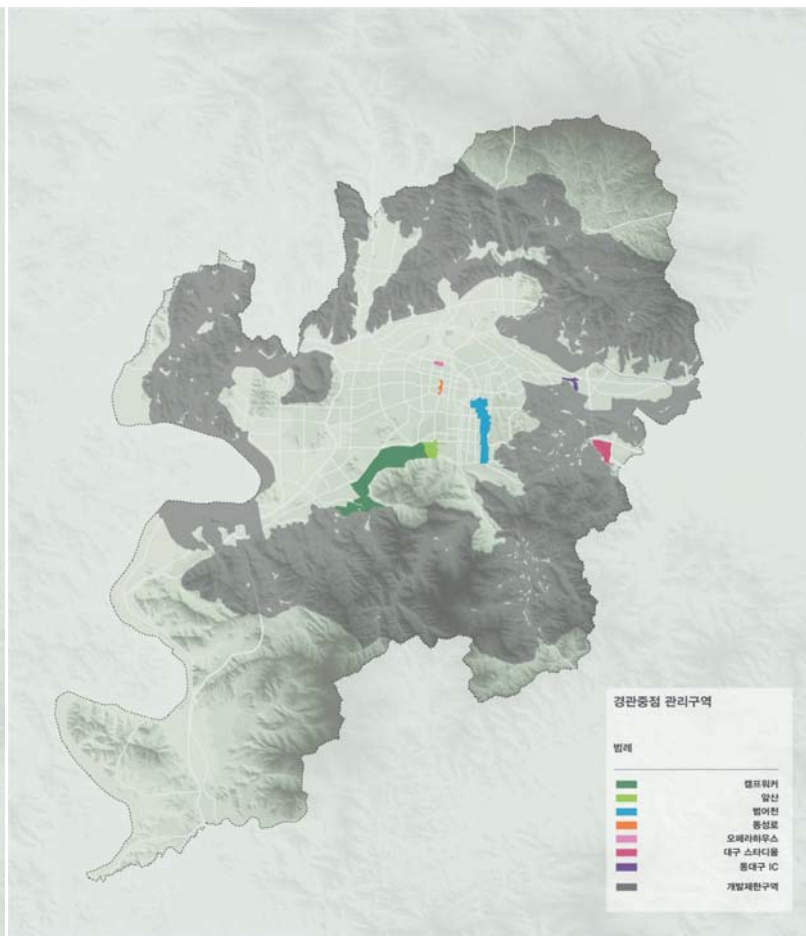 경관중점 관리구역
범례
캠프워커
앞산
범어천
동성로
오페라하우스
대구 스타디움
동대구 IC
개발제한구역